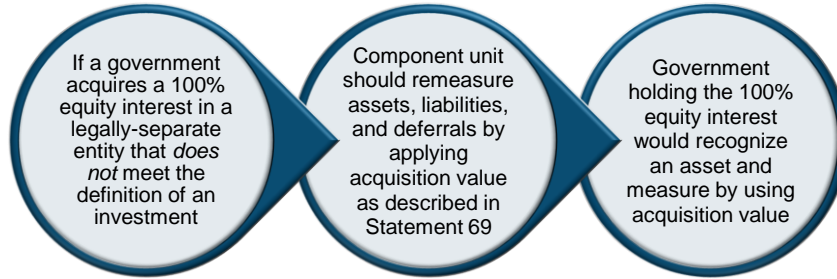 If a government
acquires a 100%
equity interest in a
legally-separate
entity that does
not meet the
definition of an
investment
Component unit
should remeasure
assets, liabilities,
and deferrals by
applying
acquisition value
as described in
Statement 69
Government
holding the 100%
equity interest
would recognize
an asset and
measure by using
acquisition value